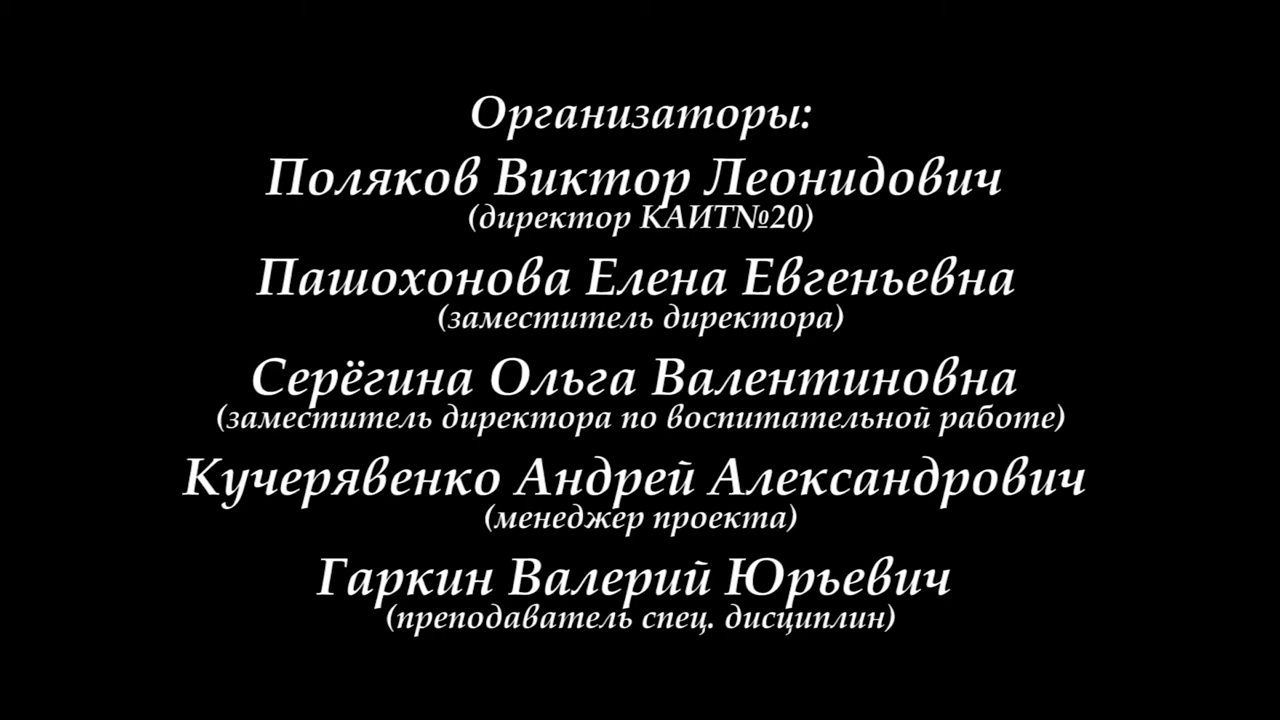 Организаторы:
Поляков Виктор Леонидович
(директор КАИТ№20)
Пашохонова Елена Евгеньевна
(заместитель директора)
Серёгина Ольга Валентиновна
(заместитель директора по воспитательной работе)
Кучерявенко Андрей Александрович
(менеджер проекта)
Гаркин Валерий Юрьевич
(преподаватель спец. дисциплин)